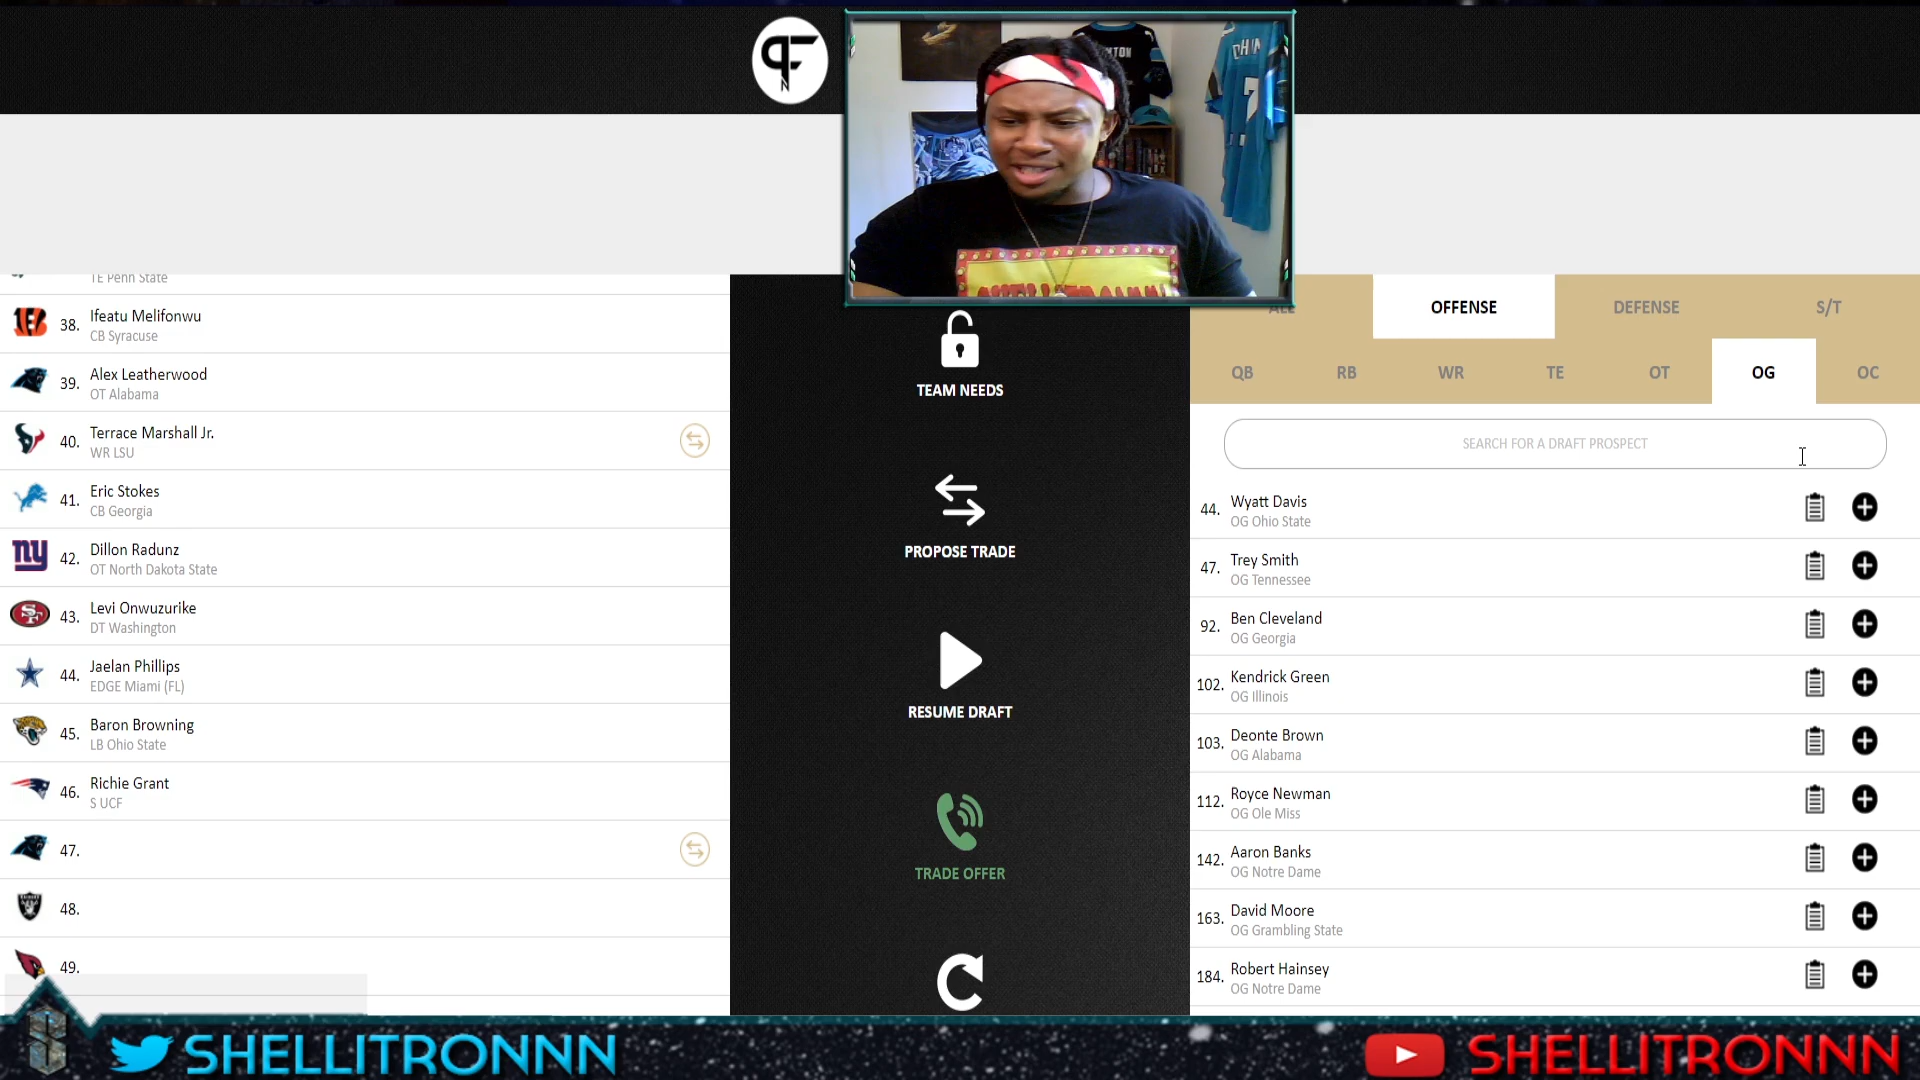 PFN
TON
TE Penn State
38. Ifeatu Melifonwu
CB Syracuse
39. Alex Leatherwood
OT Alabama
40. Terrace Marshall Jr.
WR LSU
41. Eric Stokes
CB Georgia
42. Dillon Radunz
OT North Dakota State
43. Levi Onwuzurike
DT Washington
44. Jaelan Phillips
EDGE Miami (FL)
45. Baron Browning
LB Ohio State
46. Richie Grant
S UCF
47.
48.
49.
TEAM NEEDS
PROPOSE TRADE
RESUME DRAFT
TRADE OFFER
ALL OFFENSE DEFENSE S/T
QB RB WR TE OT OG OC
SEARCH FOR A DRAFT PROSPECT
44. Wyatt Davis
OG Ohio State
47. Trey Smith
OG Tennessee
92. Ben Cleveland
OG Georgia
102. Kendrick Green
OG Illinois
103. Deonte Brown
OG Alabama
112. Royce Newman
OG Ole Miss
142. Aaron Banks
OG Notre Dame
163. David Moore
OG Grambling State
184. Robert Hainsey
OG Notre Dame
SHELLITRONNN
SHELLITRONNN